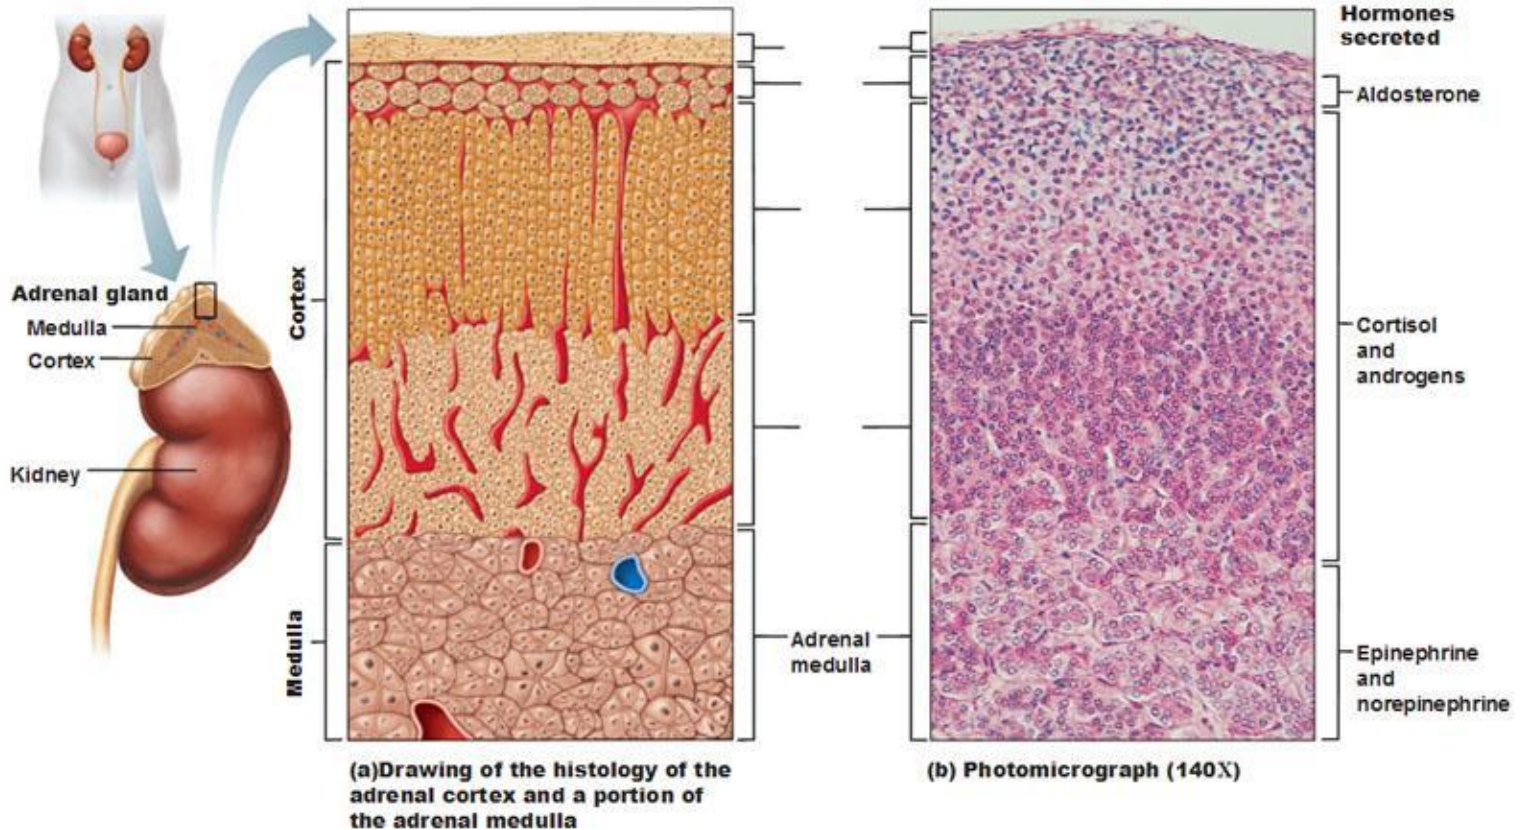 Adrenal gland
Medulla
Cortex
Kidney
Cortex
Medulla
Adrenal
medulla
Hormones
secreted
Aldosterone
Cortisol
and
androgens
Epinephrine
and
norepinephrine
(a)Drawing of the histology of the
adrenal cortex and a portion of
the adrenal medulla
(b) Photomicrograph (140X)